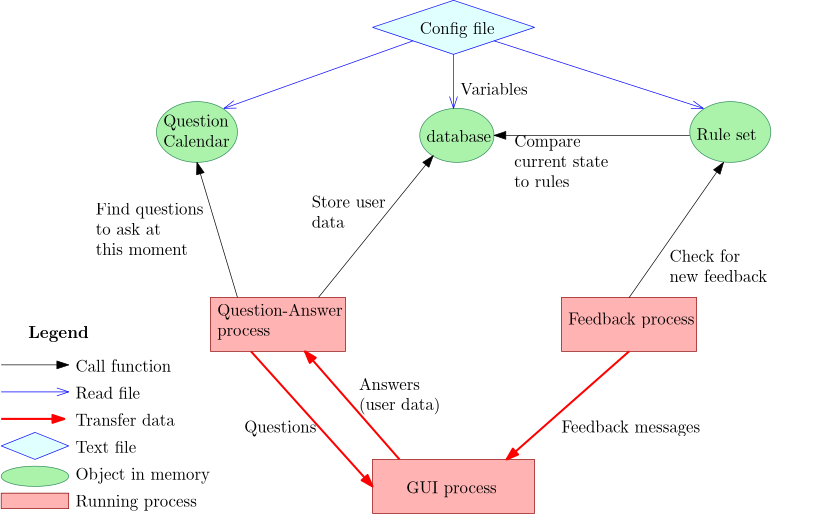 Config file
Variables
Question
Calendar
database
Rule set
Compare
current state
to rules
Find questions
to ask at
this moment
Store user
data
Check for
new feedback
Question-Answer
process
Feedback process
Legend
Call function
Read file
Transfer data
Text file
Object in memory
Running process
Answers
(user data)
Questions
Feedback messages
GUI process